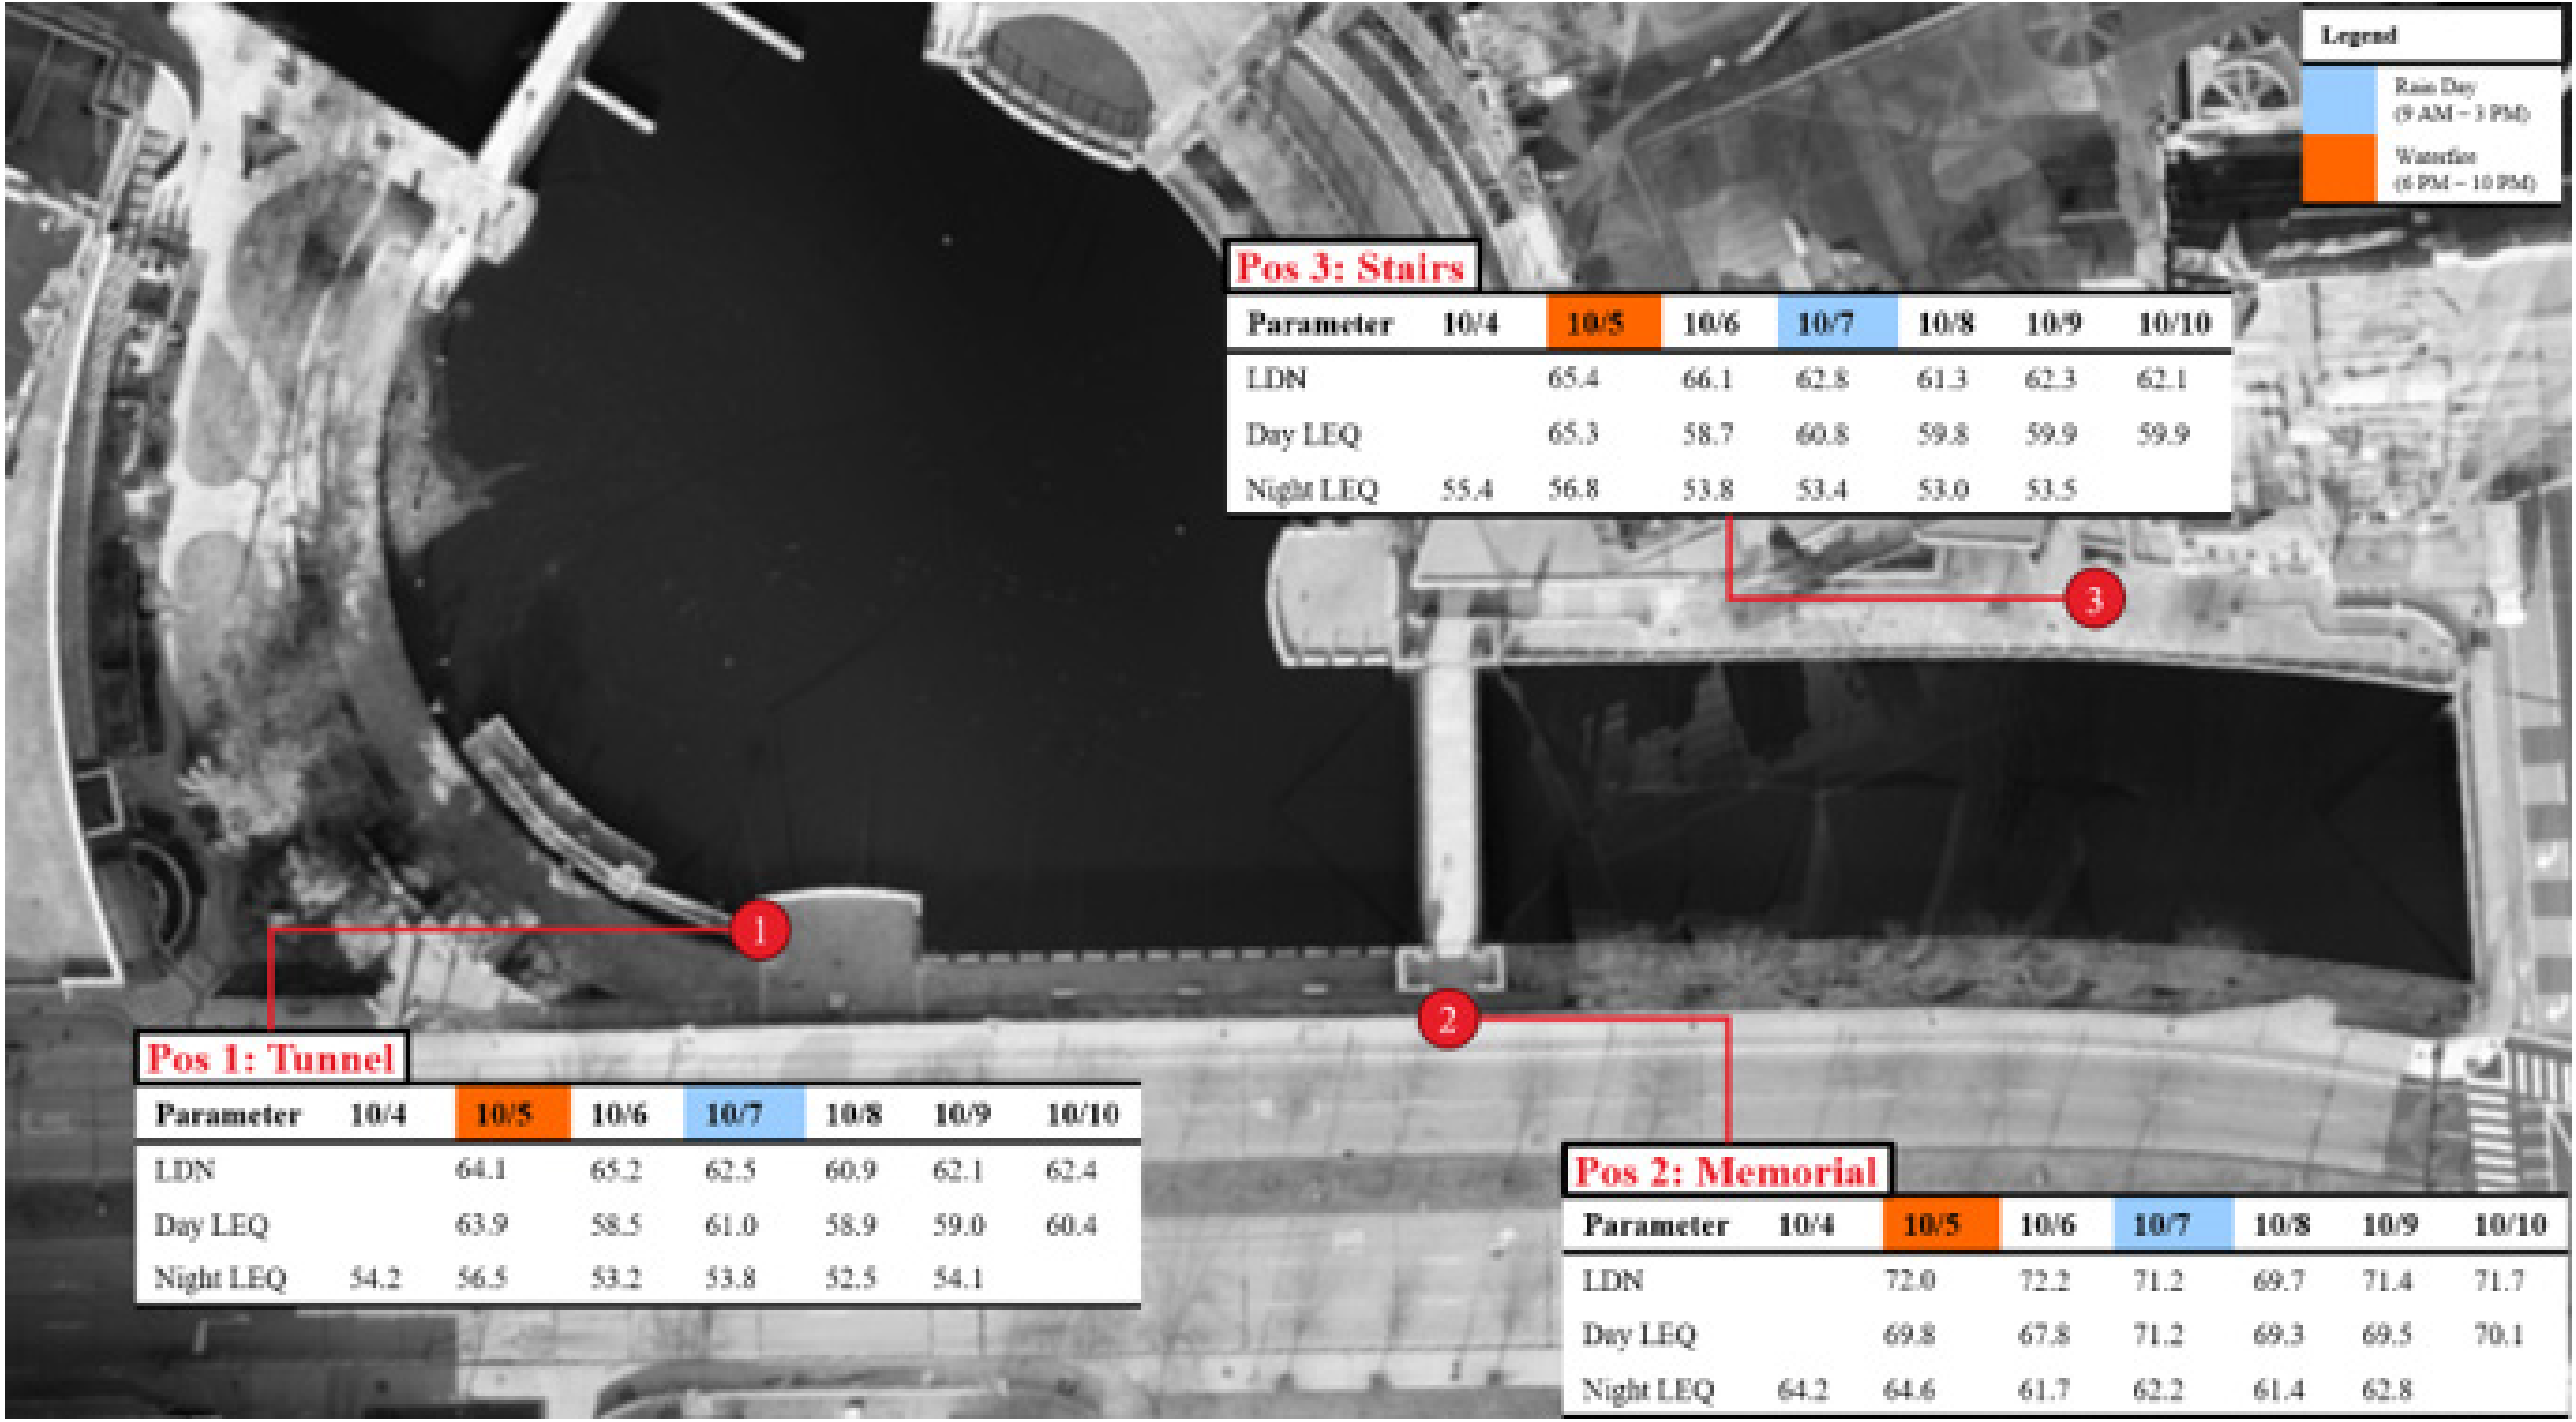 Legend
Rain Day
(9 AM – 3 PM)
Waterfire
(6 PM – 10 PM)
Pos 3: Stairs
Parameter 10/4 10/5 10/6 10/7 10/8 10/9 10/10
LDN 65.4 66.1 62.8 61.3 62.3 62.1
Day LEQ 65.3 58.7 60.8 59.8 59.9 59.9
Night LEQ 55.4 56.8 53.8 53.4 53.0 53.5
3
1
2
Pos 1: Tunnel
Parameter 10/4 10/5 10/6 10/7 10/8 10/9 10/10
LDN 64.1 65.2 62.5 60.9 62.1 62.4
Day LEQ 63.9 58.5 61.0 58.9 59.0 60.4
Night LEQ 54.2 56.5 53.2 53.8 52.5 54.1
Pos 2: Memorial
Parameter 10/4 10/5 10/6 10/7 10/8 10/9 10/10
LDN 72.0 72.2 71.2 69.7 71.4 71.7
Day LEQ 69.8 67.8 71.2 69.3 69.5 70.1
Night LEQ 64.2 64.6 61.7 62.2 61.4 62.8